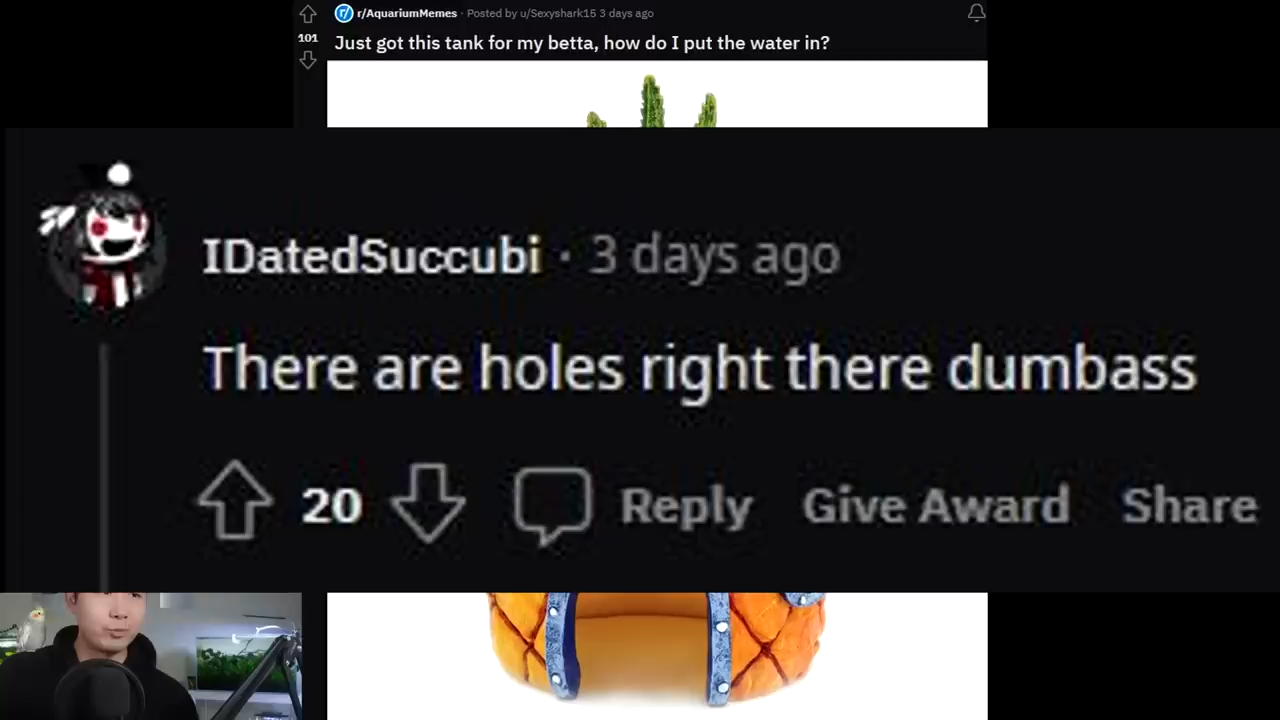 r/AquariumMemes · Posted by u/Sexyshark15 3 days ago
101
Just got this tank for my betta, how do I put the water in?
IDatedSuccubi · 3 days ago
There are holes right there dumbass
20 Reply Give Award Share